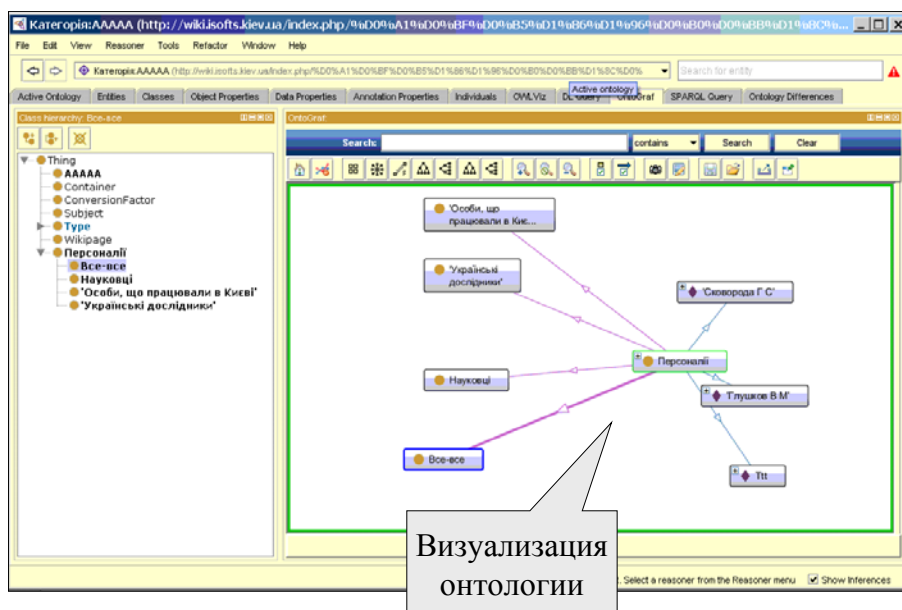 Категорія:AAAAA (http://wiki.isofts.kiev.ua/index.php/%D0%A1%D0%BF%D0%B5%D1%86%D1%96%D0%B0%D0%BB%D1%8C%...
File Edit View Reasoner Tools Refactor Window Help
Категорія:AAAAA (http://wiki.isofts.kiev.ua/index.php/%D0%A1%D0%BF%D0%B5%D1%86%D1%96%D0%B0%D0%BB%D1%8C%D0%
Search for entity
Active ontology
Active Ontology Entities Classes Object Properties Data Properties Annotation Properties Individuals OWLViz DL Query OntoGraf SPARQL Query Ontology Differences
Class hierarchy: Все-все
OntoGraf:
Search: contains Search Clear
Thing
AAAAA
Container
ConversionFactor
Subject
Type
Wikipage
Персоналії
Все-все
Науковці
'Особи, що працювали в Києві'
'Українські дослідники'
'Особи, що
працювали в Киє...
'Українські
дослідники'
'Сковорода Г С'
Персоналії
Науковці
'Глушков В М'
Все-все
Ttt
Визуализация
онтологии
t. Select a reasoner from the Reasoner menu Show Inferences